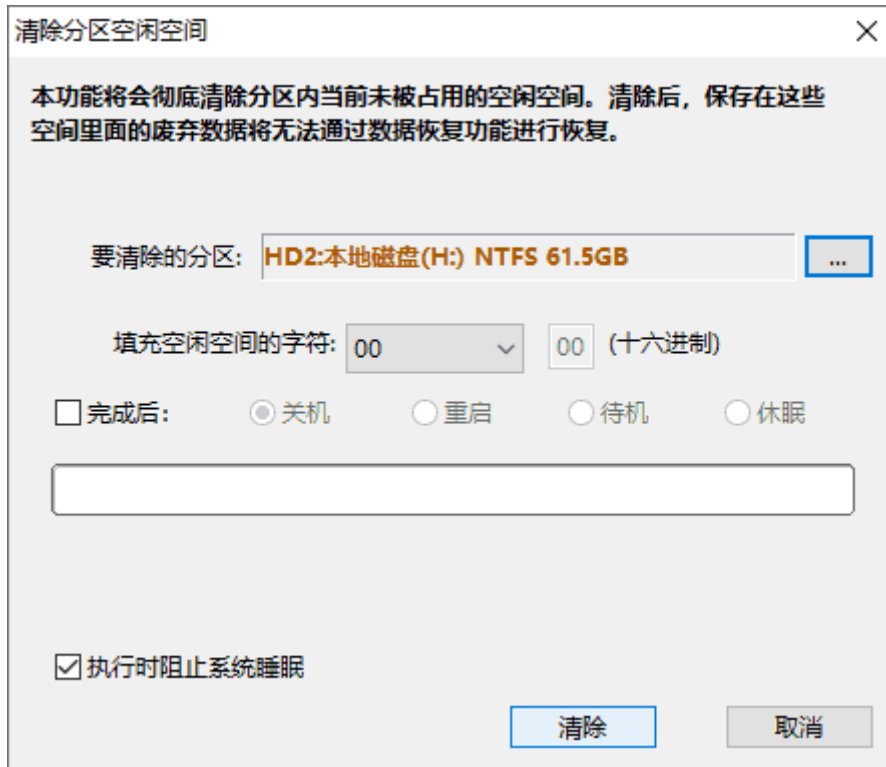 清除分区空闲空间
本功能将会彻底清除分区内当前未被占用的空闲空间。清除后，保存在这些
空间里面的废弃数据将无法通过数据恢复功能进行恢复。
要清除的分区: HD2:本地磁盘(H:) NTFS 61.5GB ...
填充空闲空间的字符: 00 00 (十六进制)
完成后: 关机 重启 待机 休眠
执行时阻止系统睡眠
清除 取消